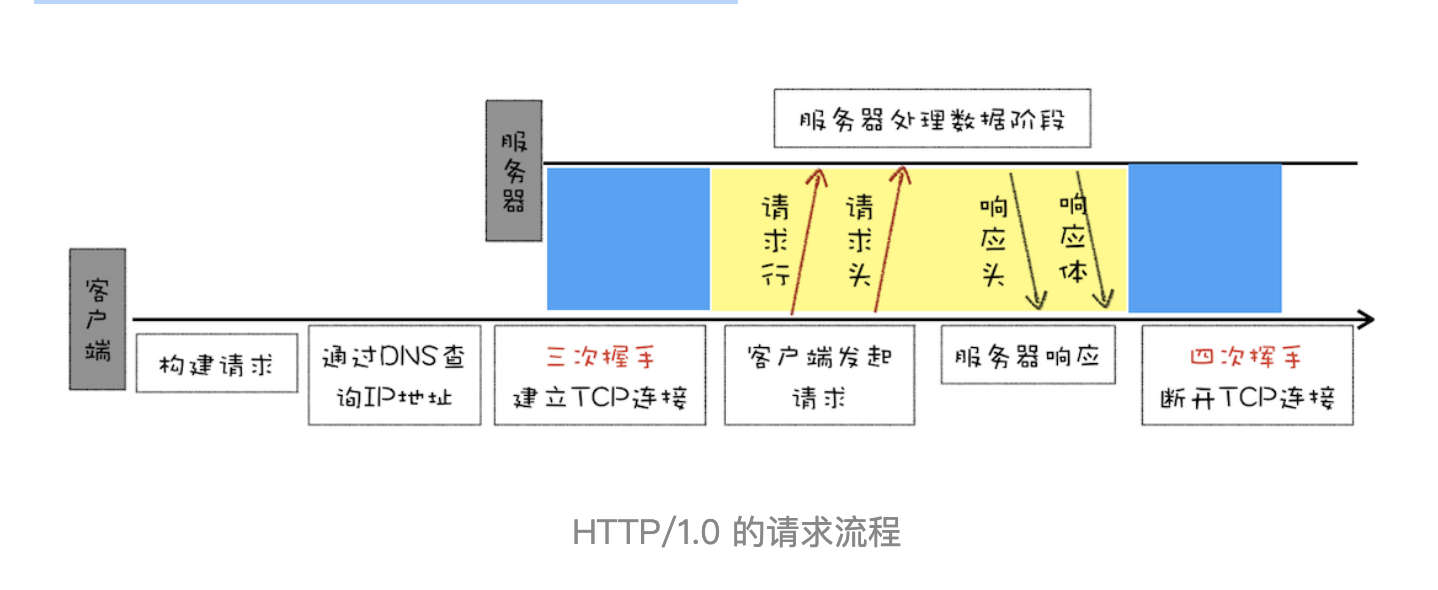 服务器处理数据阶段
服务器
请求行
请求头
响应头
响应体
客户端
构建请求
通过DNS查
询IP地址
三次握手
建立TCP连接
客户端发起
请求
服务器响应
四次挥手
断开TCP连接
HTTP/1.0 的请求流程